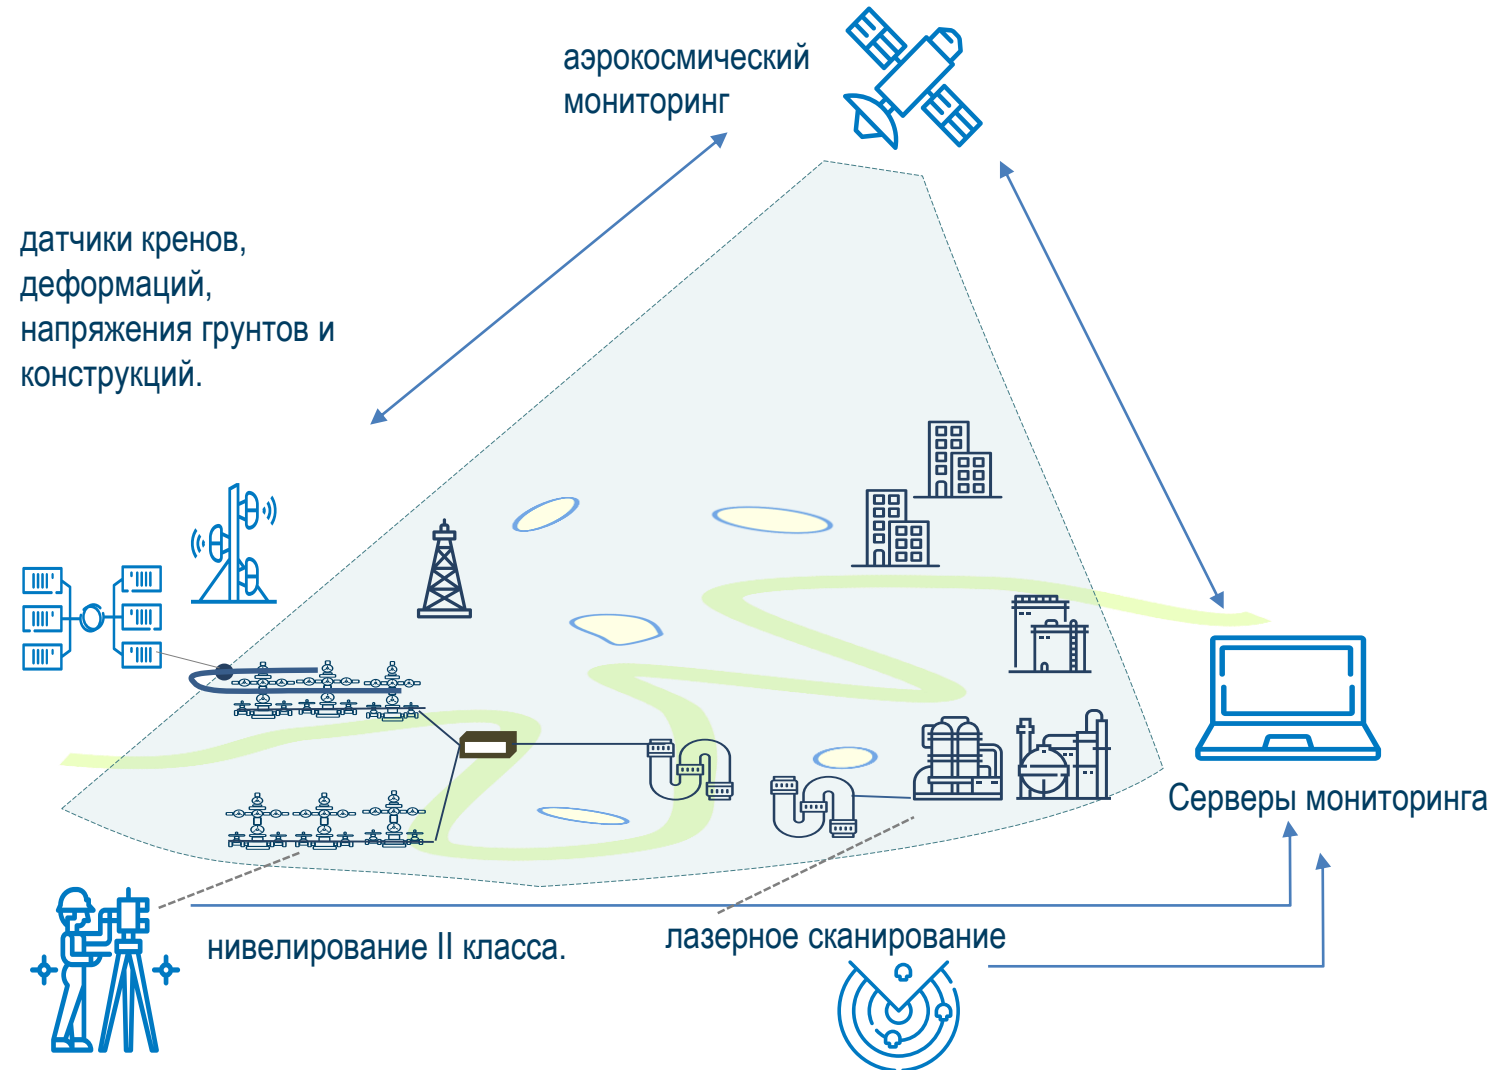 аэрокосмический
мониторинг
датчики кренов,
деформаций,
напряжения грунтов и
конструкций.
Серверы мониторинга
нивелирование II класса.
лазерное сканирование